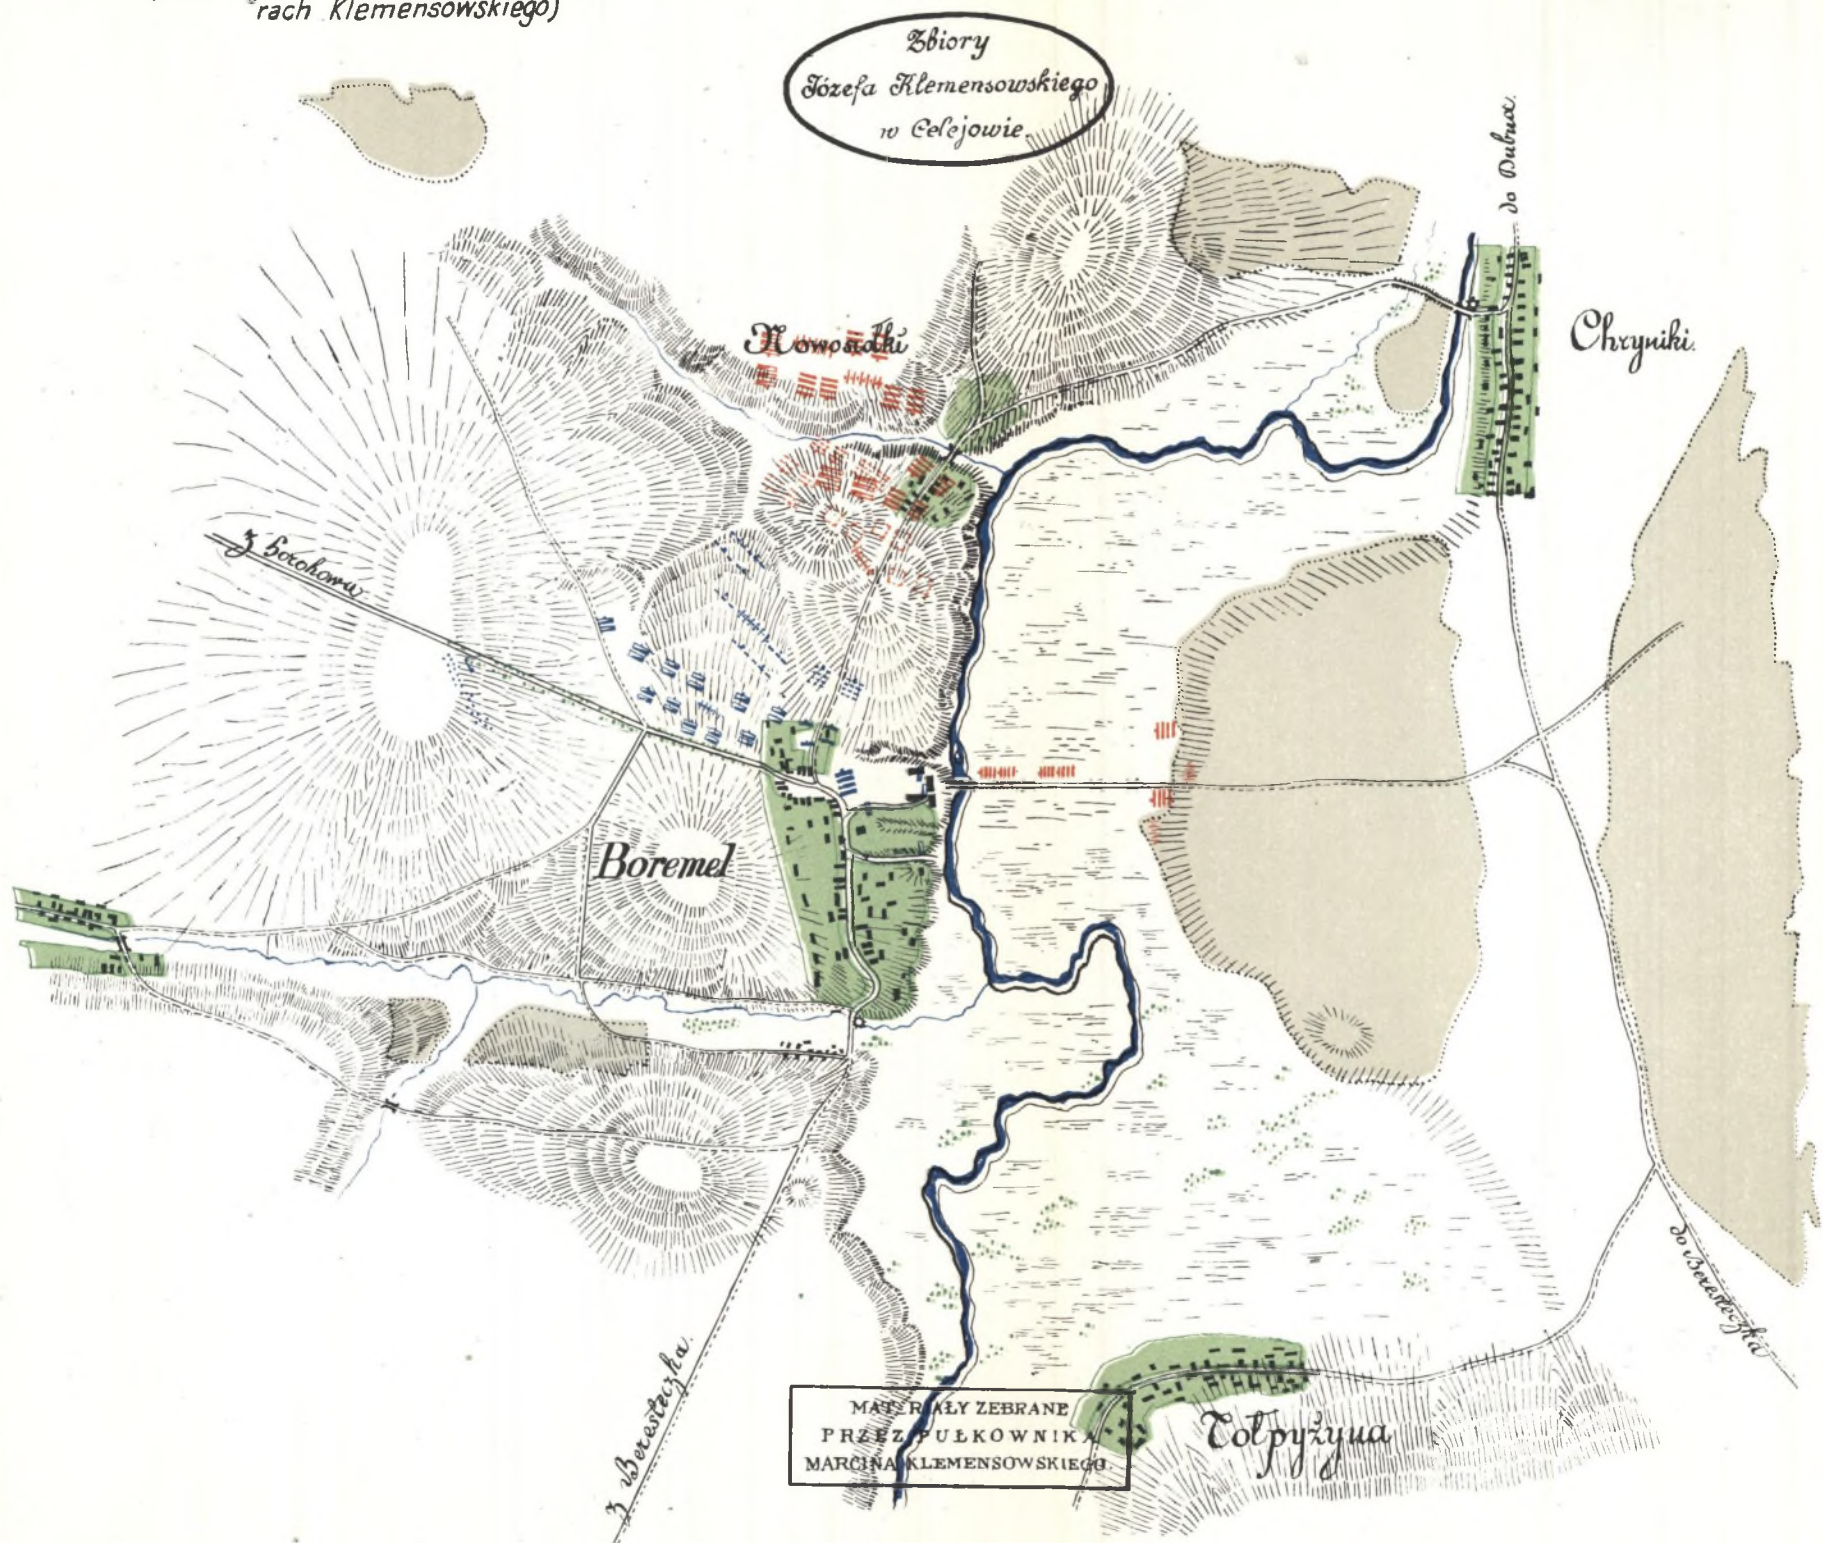 rach Klemensowskiego)
Zbiory
Józefa Klemensowskiego
w Celejowie.
do Dubna.
Nowosiółki
Chryniki.
z Horohowa
Boremel
do Beresteczka
z Beresteczka.
MATERIAŁY ZEBRANE
PRZEZ PUŁKOWNIKA
MARCINA KLEMENSOWSKIEGO.
Tołpyżyna